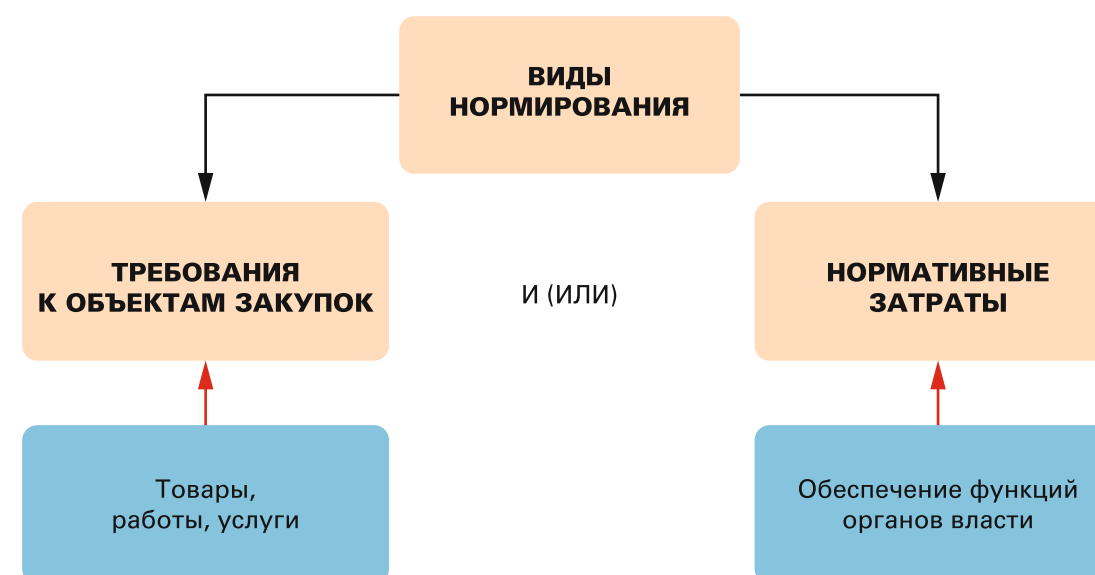 ВИДЫ
НОРМИРОВАНИЯ
ТРЕБОВАНИЯ
К ОБЪЕКТАМ ЗАКУПОК
И (ИЛИ)
НОРМАТИВНЫЕ
ЗАТРАТЫ
Товары,
работы, услуги
Обеспечение функций
органов власти